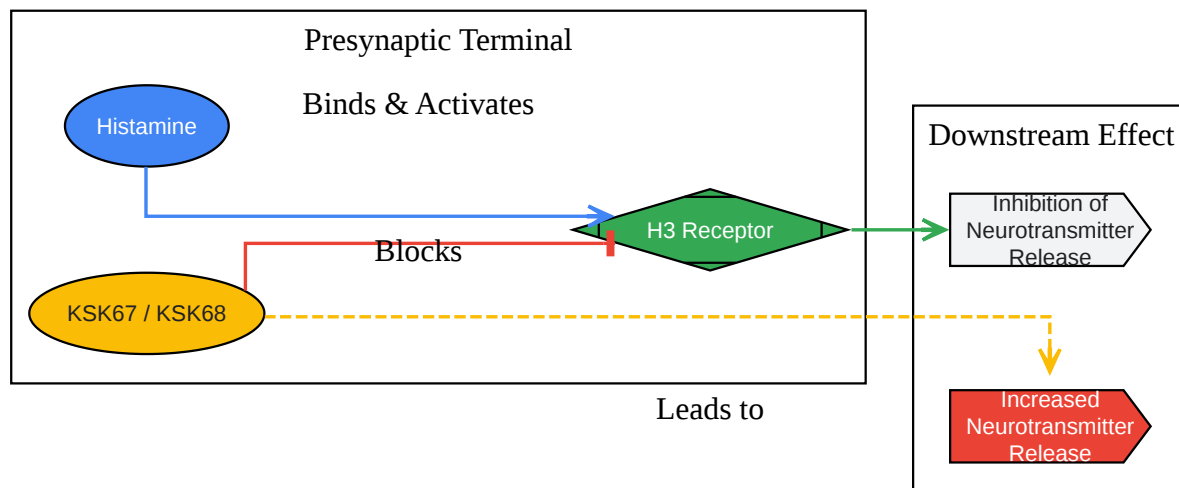 Presynaptic Terminal
Binds & Activates
Histamine
Downstream Effect
H3 Receptor
Inhibition of
Neurotransmitter
Release
Blocks
KSK67 / KSK68
Leads to
Increased
Neurotransmitter
Release